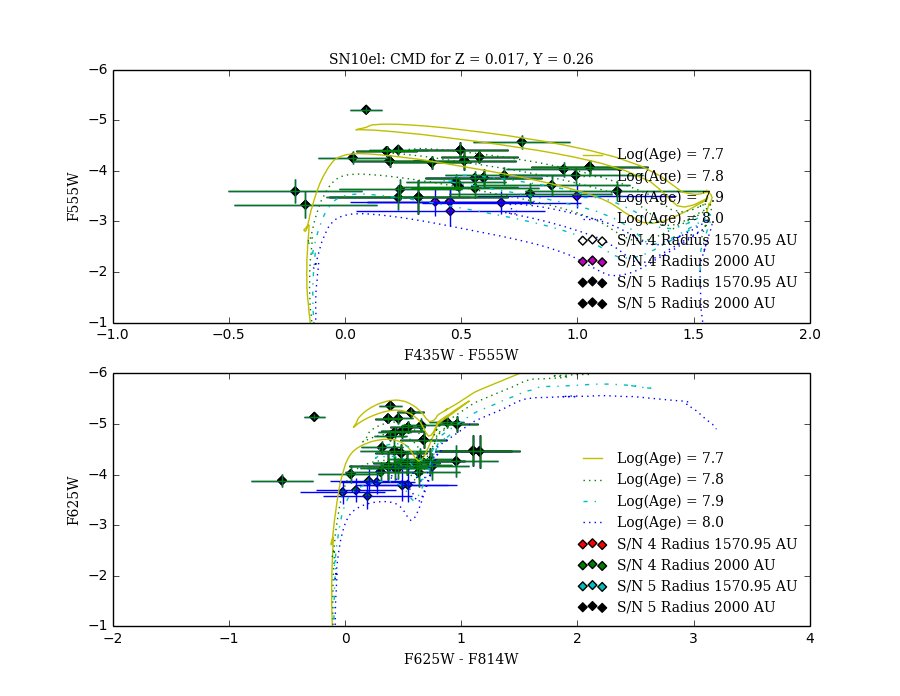 SN10el: CMD for Z = 0.017, Y = 0.26
−6
−5
−4
−3
−2
−1
F555W
Log(Age) = 7.7
Log(Age) = 7.8
Log(Age) = 7.9
Log(Age) = 8.0
S/N 4 Radius 1570.95 AU
S/N 4 Radius 2000 AU
S/N 5 Radius 1570.95 AU
S/N 5 Radius 2000 AU
−1.0 −0.5 0.0 0.5 1.0 1.5 2.0
F435W - F555W
−6
−5
−4
−3
−2
−1
F625W
Log(Age) = 7.7
Log(Age) = 7.8
Log(Age) = 7.9
Log(Age) = 8.0
S/N 4 Radius 1570.95 AU
S/N 4 Radius 2000 AU
S/N 5 Radius 1570.95 AU
S/N 5 Radius 2000 AU
−2 −1 0 1 2 3 4
F625W - F814W